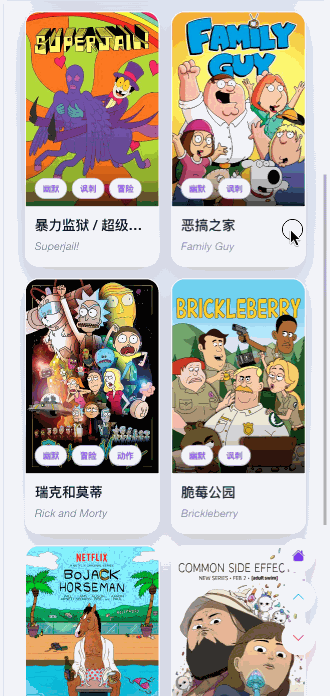 SUPERJAIL!
幽默 讽刺 冒险
暴力监狱 / 超级...
Superjail!
FAMILY
GUY
幽默 讽刺
恶搞之家
Family Guy
幽默 冒险 动作
瑞克和莫蒂
Rick and Morty
BRICKLEBERRY
幽默 讽刺
脆莓公园
Brickleberry
NETFLIX
BOJACK
HORSEMAN
COMMON SIDE EFFEC
NEW SERIES - FEB 2 - [adult swim]